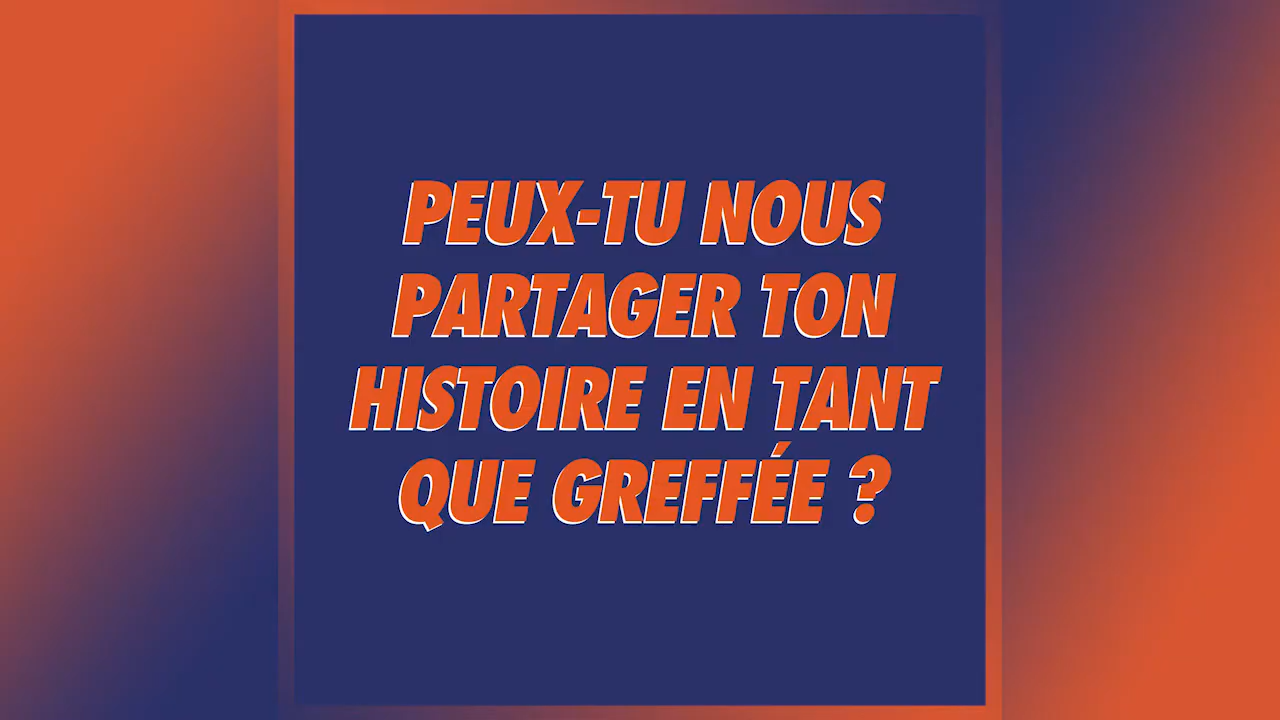 PEUX-TU NOUS
PARTAGER TON
HISTOIRE EN TANT
QUE GREFFÉE ?